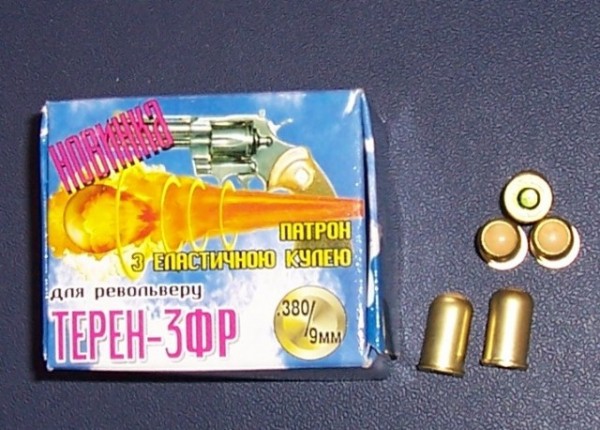 НОВИНКА
ПАТРОН
З ЕЛАСТИЧНОЮ КУЛЕЮ
для револьверу
ТЕРЕН-3ФР
.380/9мм